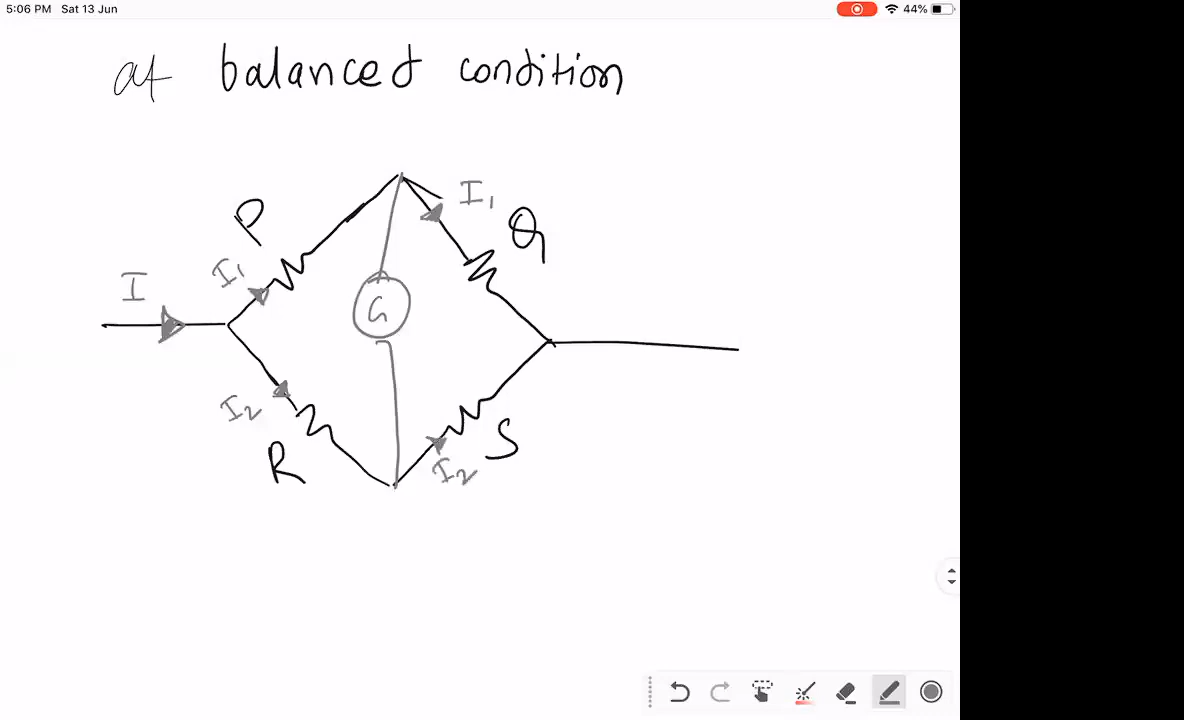 5:06 PM Sat 13 Jun
44%
at balanced condition
I₁
P
Q
I₁
I
G
I₂
R
S
I₂